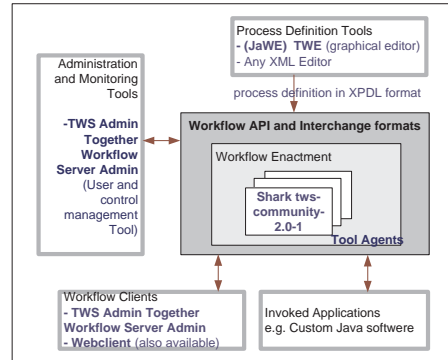 Process Definition Tools
- (JaWE) TWE (graphical editor)
- Any XML Editor
Administration
and Monitoring
Tools
-TWS Admin
Together
Workflow
Server Admin
(User and
control
management
Tool)
process definition in XPDL format
Workflow API and Interchange formats
Workflow Enactment
Shark tws-
community-
2.0-1
Tool Agents
Workflow Clients
- TWS Admin Together
Workflow Server Admin
- Webclient (also available)
Invoked Applications
e.g. Custom Java softwere